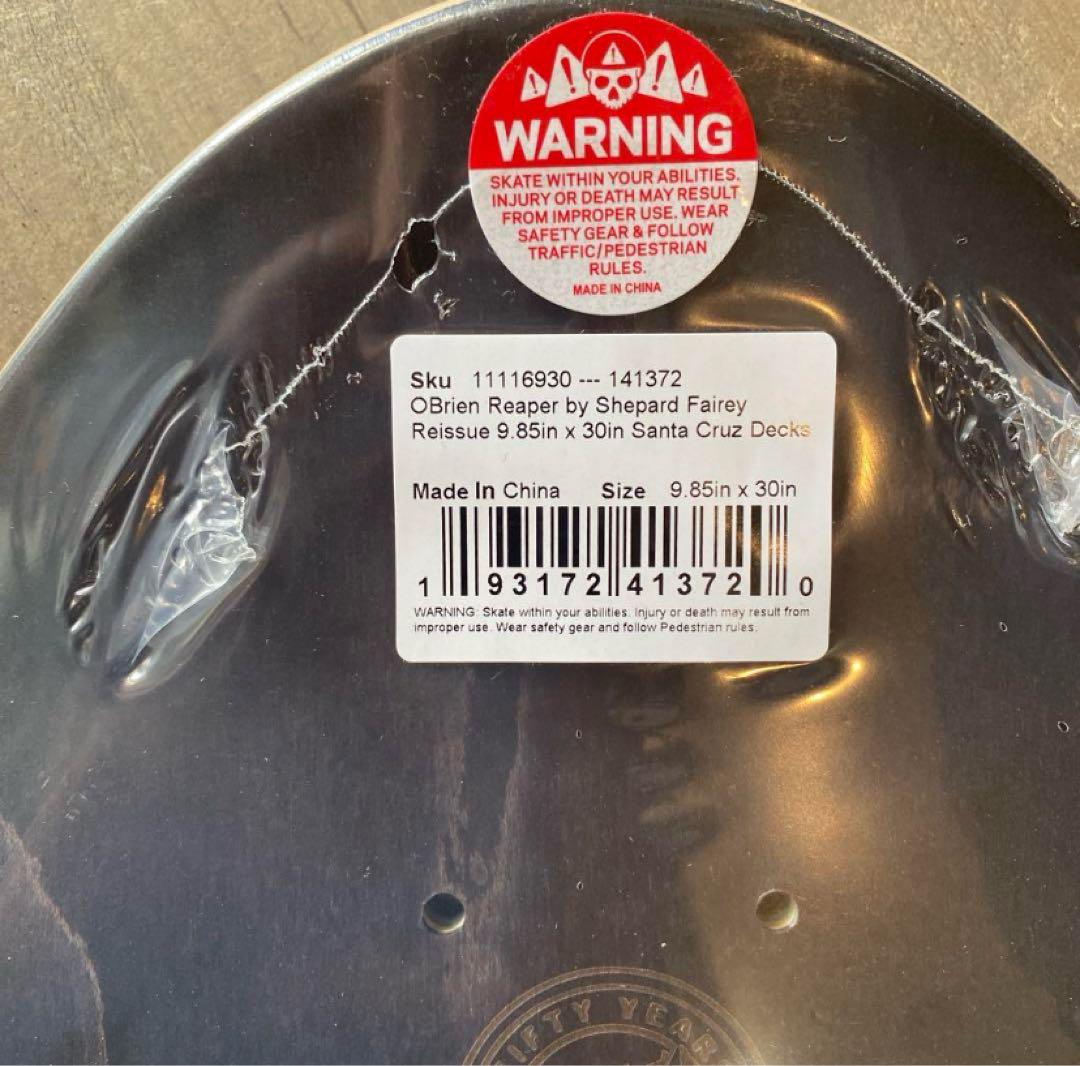 WARNING
SKATE WITHIN YOUR ABILITIES.
INJURY OR DEATH MAY RESULT
FROM IMPROPER USE. WEAR
SAFETY GEAR & FOLLOW
TRAFFIC/PEDESTRIAN
RULES.
MADE IN CHINA
Sku 11116930 --- 141372
OBrien Reaper by Shepard Fairey
Reissue 9.85in x 30in Santa Cruz Decks
Made In China Size 9.85in x 30in
1 93172 41372 0
WARNING: Skate within your abilities. Injury or death may result from
improper use. Wear safety gear and follow Pedestrian rules.
YEAR